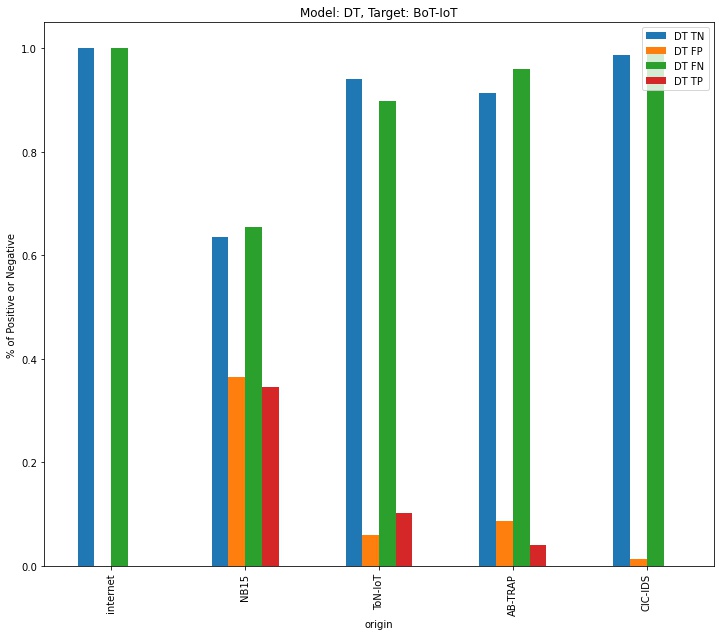 Model: DT, Target: BoT-IoT
DT TN
DT FP
DT FN
DT TP
% of Positive or Negative
1.0
0.8
0.6
0.4
0.2
0.0
internet
NB15
ToN-IoT
AB-TRAP
CIC-IDS
origin